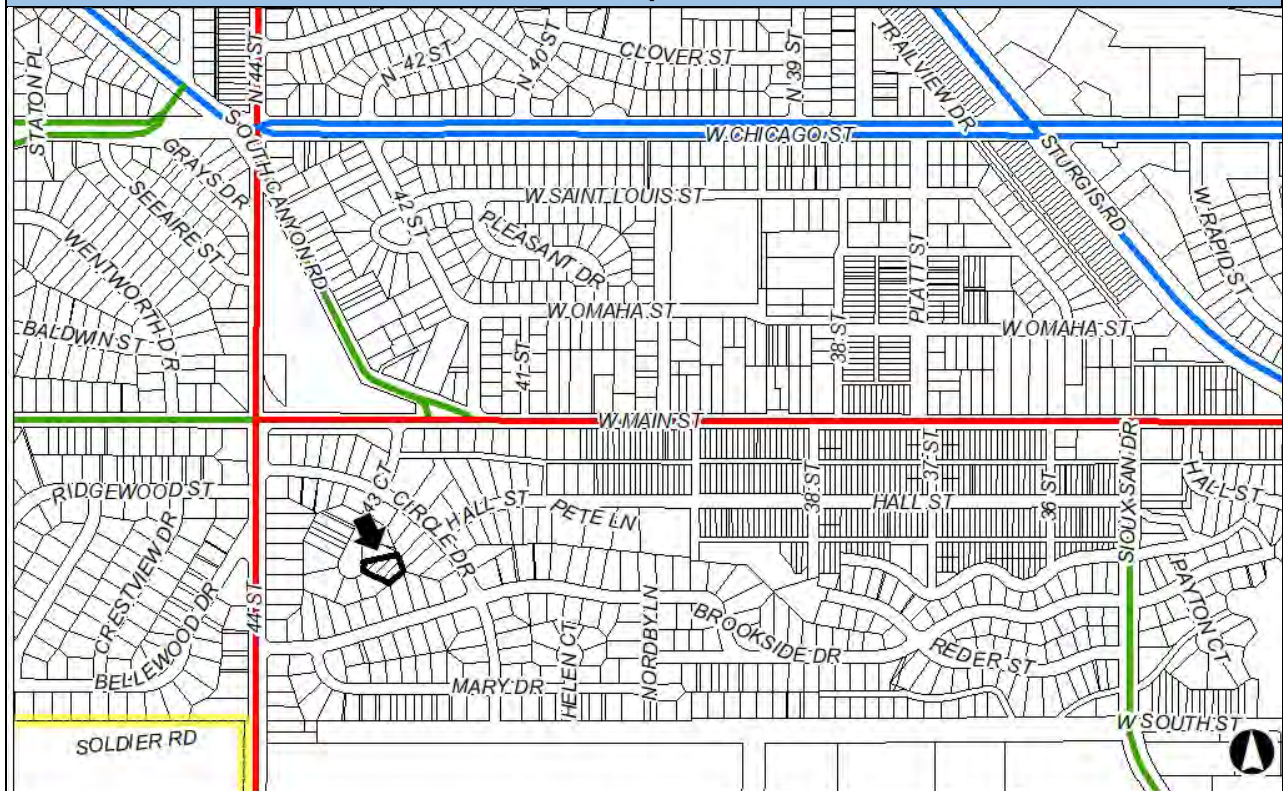 STATON PL
N 44 ST
N 42 ST
N 40 ST
CLOVER ST
N 39 ST
TRAILVIEW DR
SOUTH CANYON RD
W CHICAGO ST
STURGIS RD
GRAYS DR
SEEAIRE ST
42 ST
W SAINT LOUIS ST
PLEASANT DR
W RAPID ST
WENTWORTH DR
PLATT ST
W OMAHA ST
W OMAHA ST
BALDWIN ST
41 ST
38 ST
W MAIN ST
SIOUX SAN DR
RIDGEWOOD ST
43 CT
CIRCLE DR
HALL ST
PETE LN
38 ST
37 ST
HALL ST
36 ST
HALL ST
CRESTVIEW DR
BELLEWOOD DR
44 ST
PAYTON CT
HELEN CT
NORDBY LN
BROOKSIDE DR
REDER ST
MARY DR
W SOUTH ST
SOLDIER RD